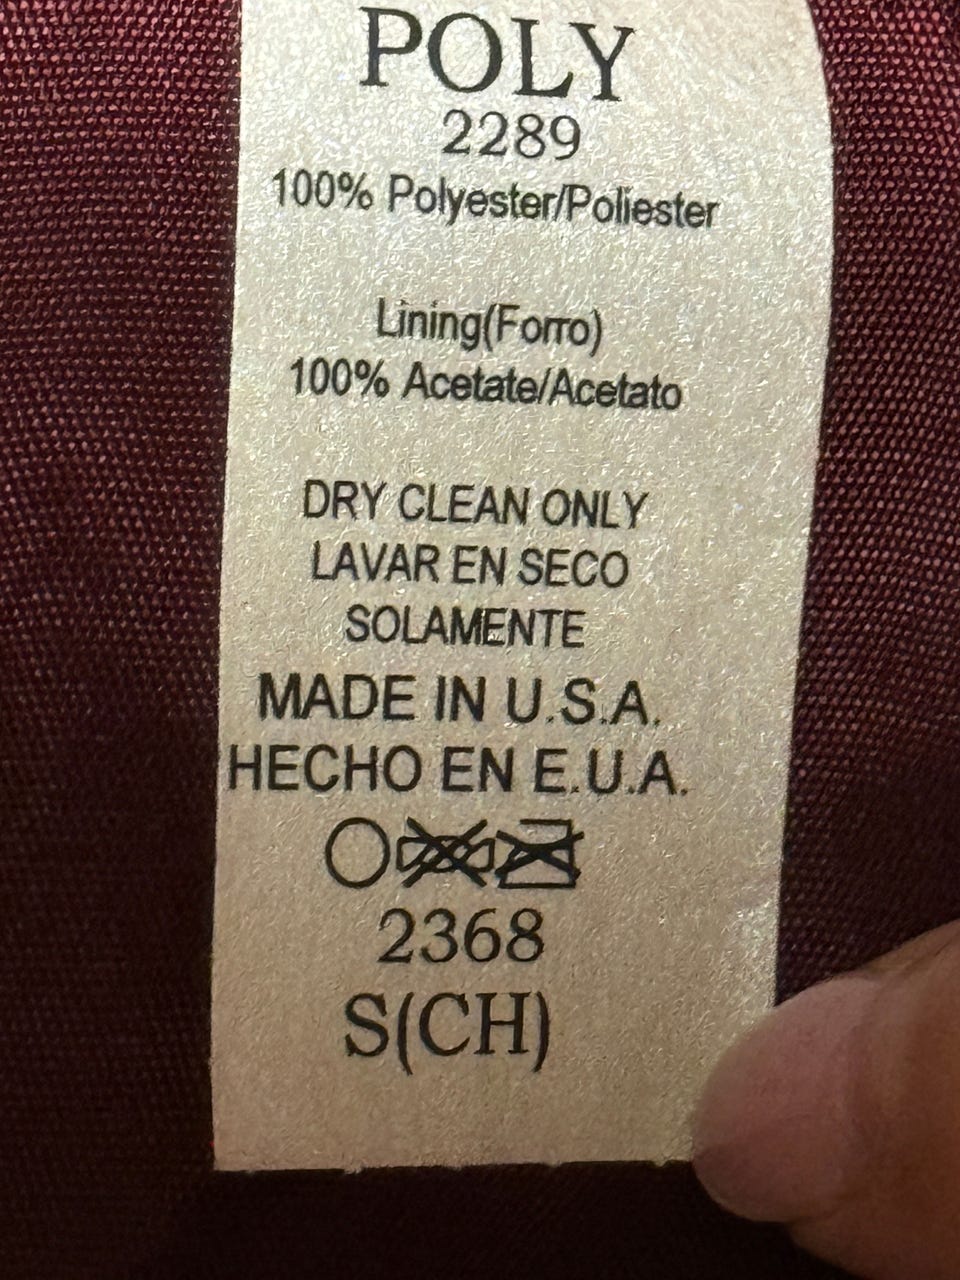 POLY
2289
100% Polyester/Poliester
Lining(Forro)
100% Acetate/Acetato
DRY CLEAN ONLY
LAVAR EN SECO
SOLAMENTE
MADE IN U.S.A.
HECHO EN E.U.A.
2368
S(CH)